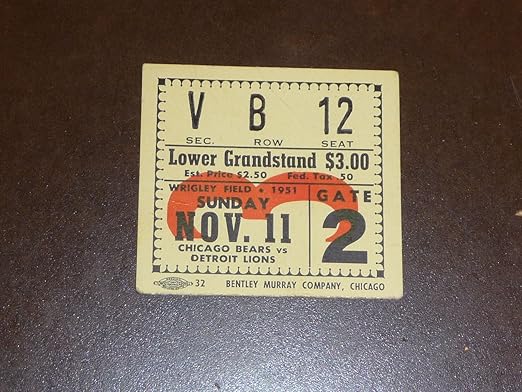 V B 12
SEC. ROW SEAT
Lower Grandstand $3.00
Est. Price $2.50 Fed. Tax 50
WRIGLEY FIELD • 1951
SUNDAY
NOV. 11
CHICAGO BEARS vs
DETROIT LIONS
GATE
2
32 BENTLEY MURRAY COMPANY, CHICAGO